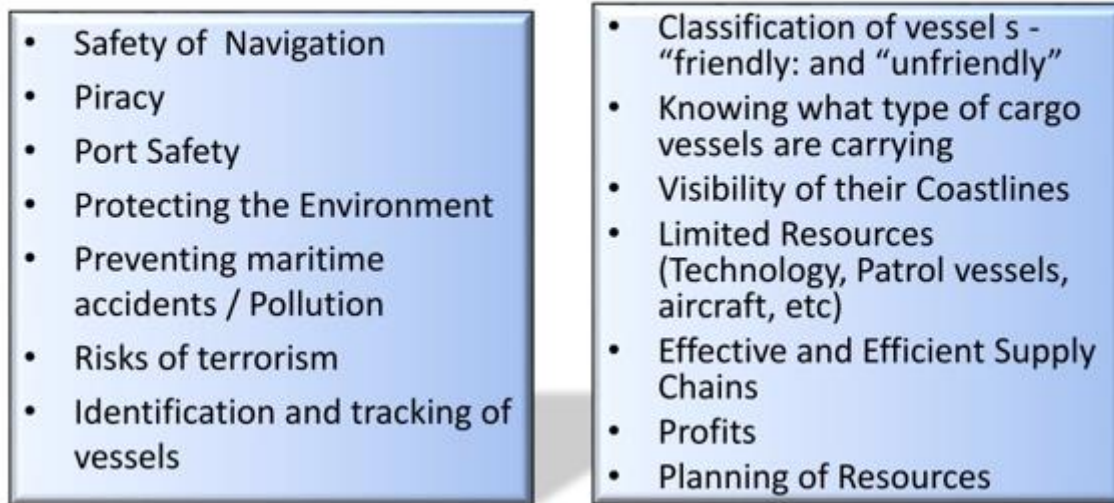 • Safety of Navigation
• Piracy
• Port Safety
• Protecting the Environment
• Preventing maritime
accidents / Pollution
• Risks of terrorism
• Identification and tracking of
vessels
• Classification of vessel s -
“friendly: and “unfriendly”
• Knowing what type of cargo
vessels are carrying
• Visibility of their Coastlines
• Limited Resources
(Technology, Patrol vessels,
aircraft, etc)
• Effective and Efficient Supply
Chains
• Profits
• Planning of Resources